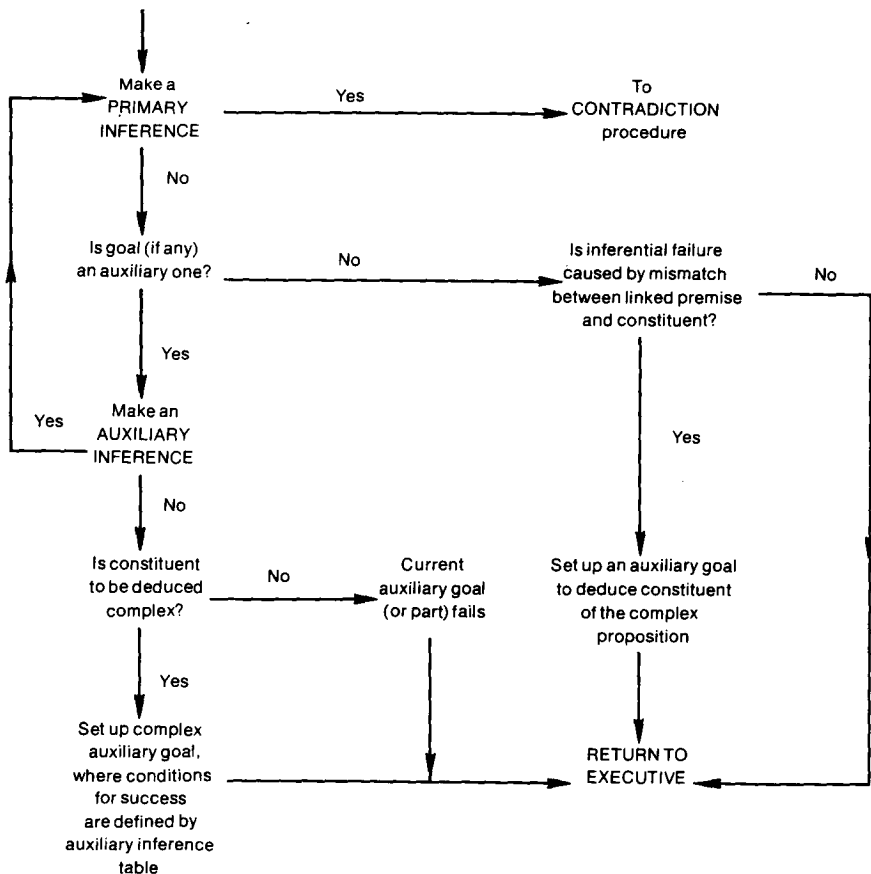 Make a
PRIMARY
INFERENCE
Yes
To
CONTRADICTION
procedure
No
Is goal (if any)
an auxiliary one?
No
Is inferential failure
caused by mismatch
between linked premise
and constituent?
No
Yes
Yes
Make an
AUXILIARY
INFERENCE
Yes
No
Is constituent
to be deduced
complex?
No
Current
auxiliary goal
(or part) fails
Set up an auxiliary goal
to deduce constituent
of the complex
proposition
Yes
Set up complex
auxiliary goal,
where conditions
for success
are defined by
auxiliary inference
table
RETURN TO
EXECUTIVE